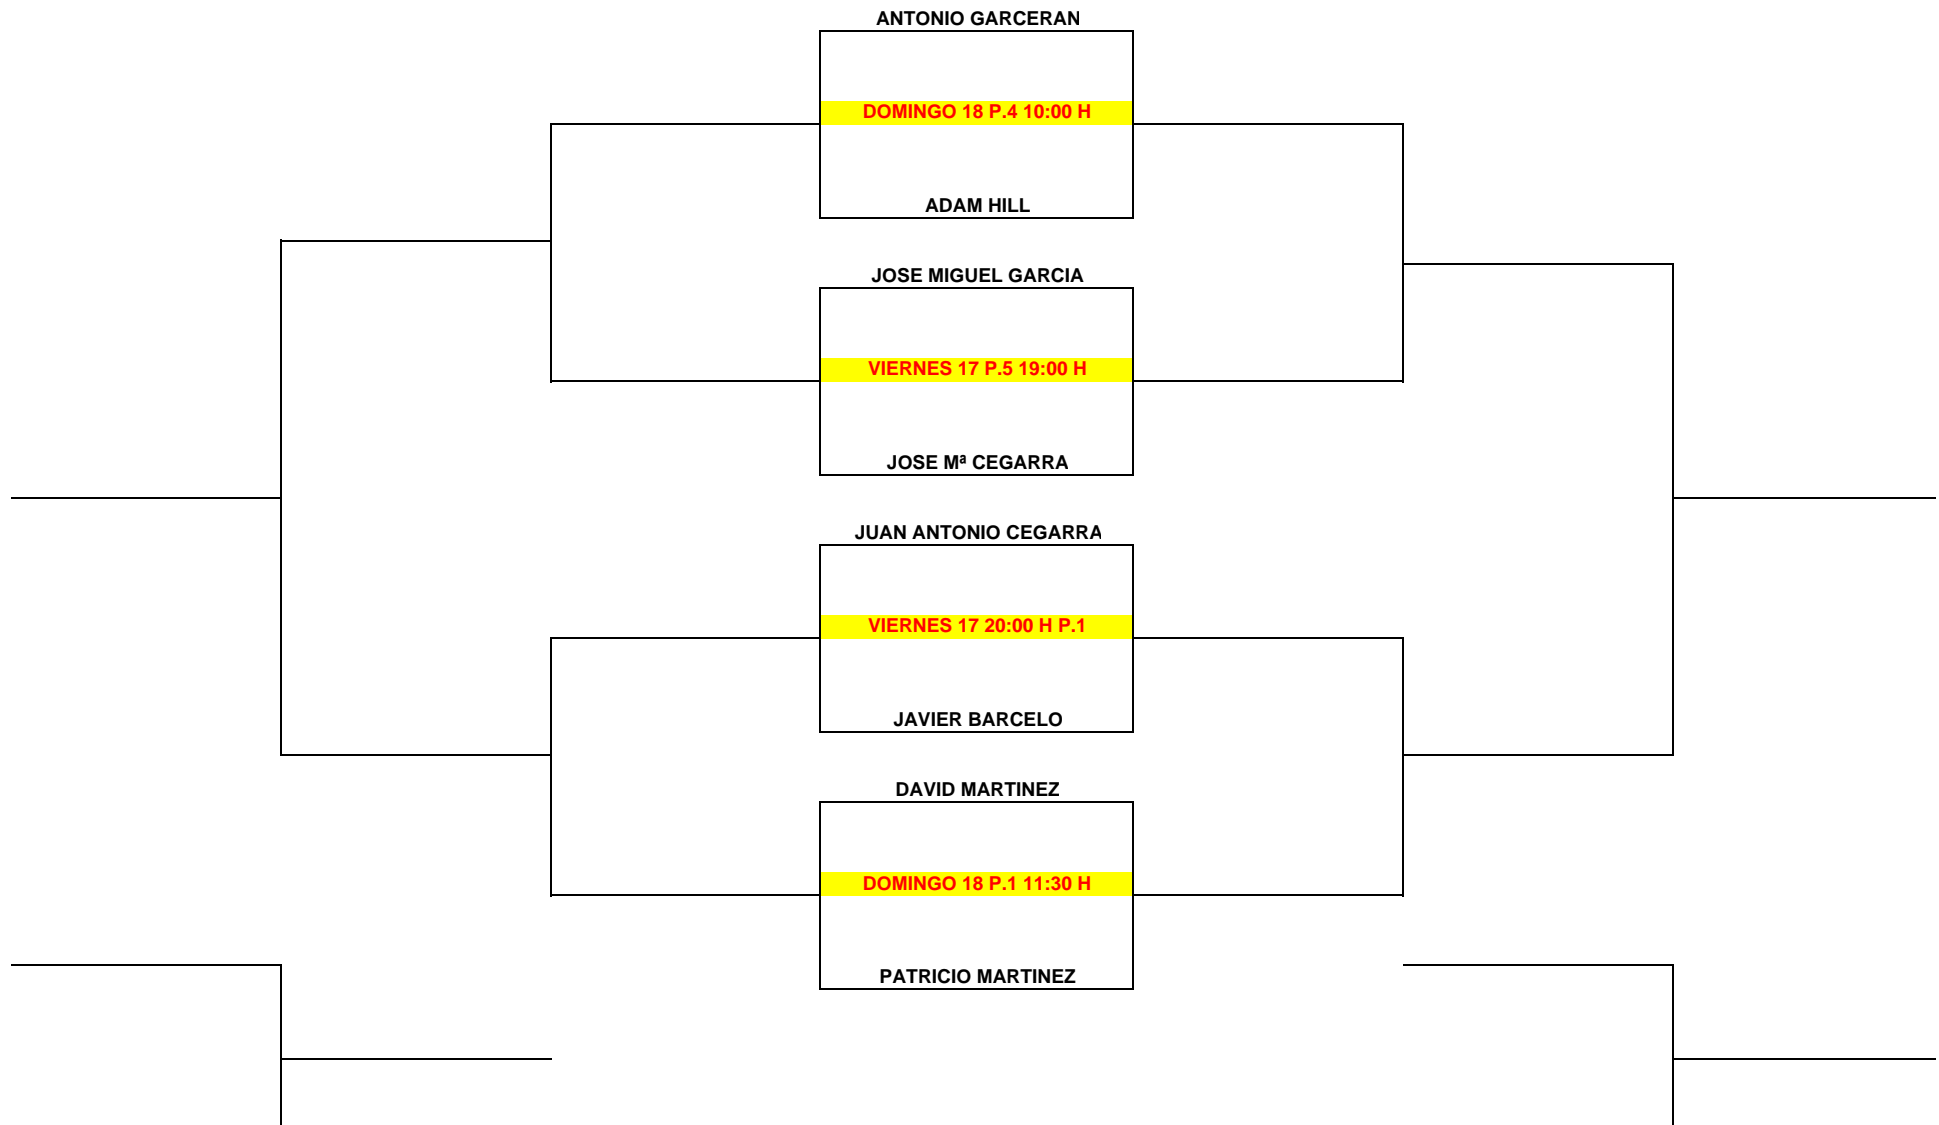 ANTONIO GARCERAN
DOMINGO 18 P.4 10:00 H
ADAM HILL
JOSE MIGUEL GARCIA
VIERNES 17 P.5 19:00 H
JOSE Mª CEGARRA
JUAN ANTONIO CEGARRA
VIERNES 17 20:00 H P.1
JAVIER BARCELO
DAVID MARTINEZ
DOMINGO 18 P.1 11:30 H
PATRICIO MARTINEZ